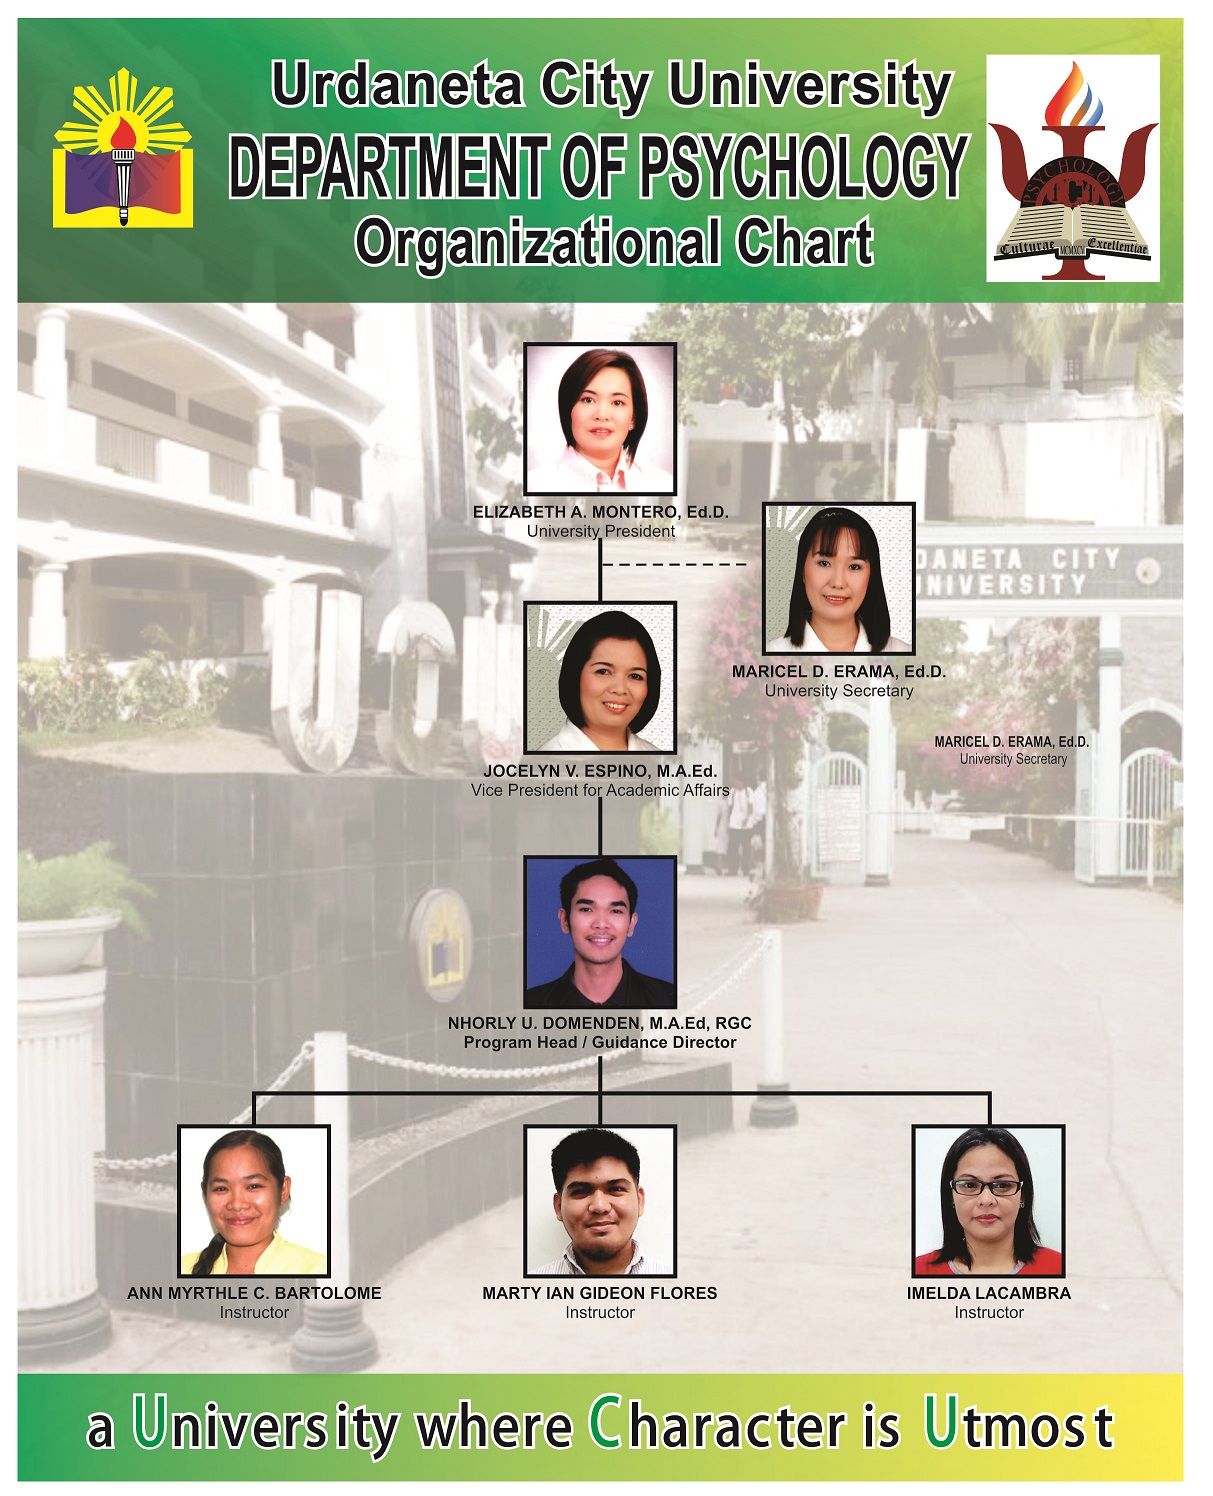 Urdaneta City University
DEPARTMENT OF PSYCHOLOGY
Organizational Chart
PSYCHOLOGY
Culturae MCMXCV Excellentiae
ELIZABETH A. MONTERO, Ed.D.
University President
DANETA CITY
UNIVERSITY
MARICEL D. ERAMA, Ed.D.
University Secretary
MARICEL D. ERAMA, Ed.D.
University Secretary
UCU
JOCELYN V. ESPINO, M.A.Ed.
Vice President for Academic Affairs
NHORLY U. DOMENDEN, M.A.Ed, RGC
Program Head / Guidance Director
ANN MYRTHLE C. BARTOLOME
Instructor
MARTY IAN GIDEON FLORES
Instructor
IMELDA LACAMBRA
Instructor
a University where Character is Utmost